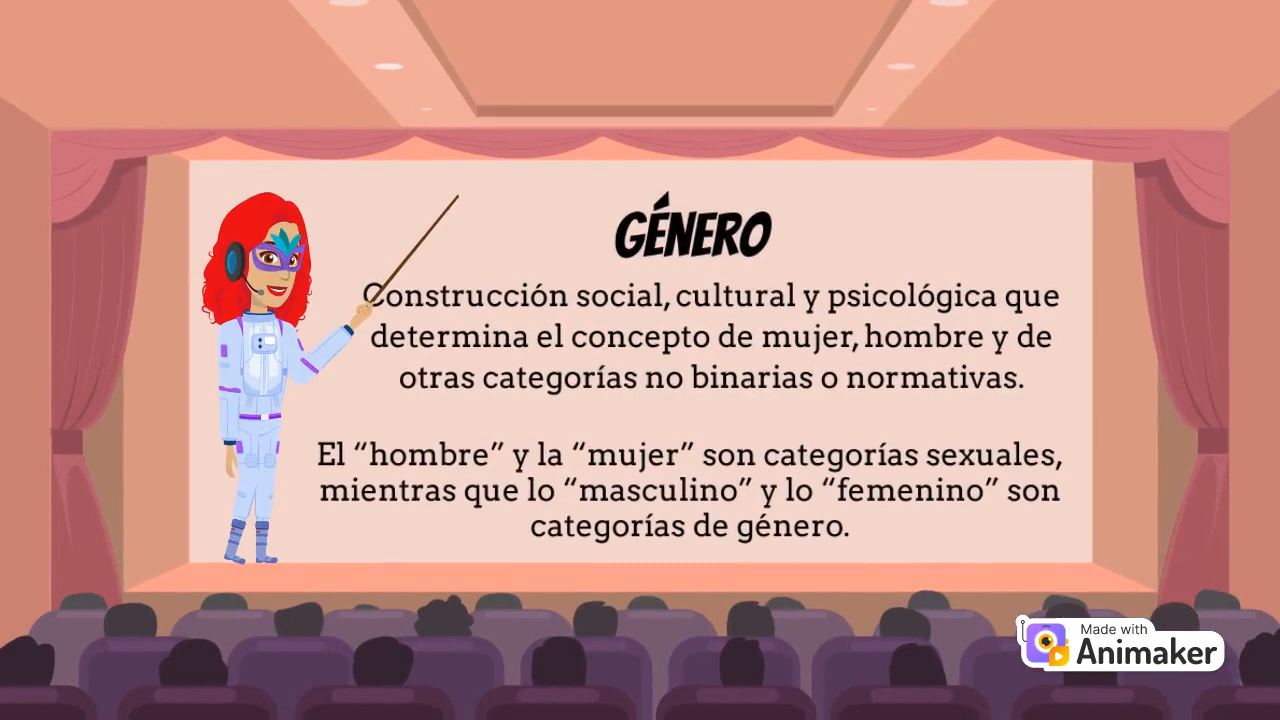 GÉNERO
Construcción social, cultural y psicológica que
determina el concepto de mujer, hombre y de
otras categorías no binarias o normativas.
El “hombre” y la “mujer” son categorías sexuales,
mientras que lo “masculino” y lo “femenino” son
categorías de género.
Made with
Animaker